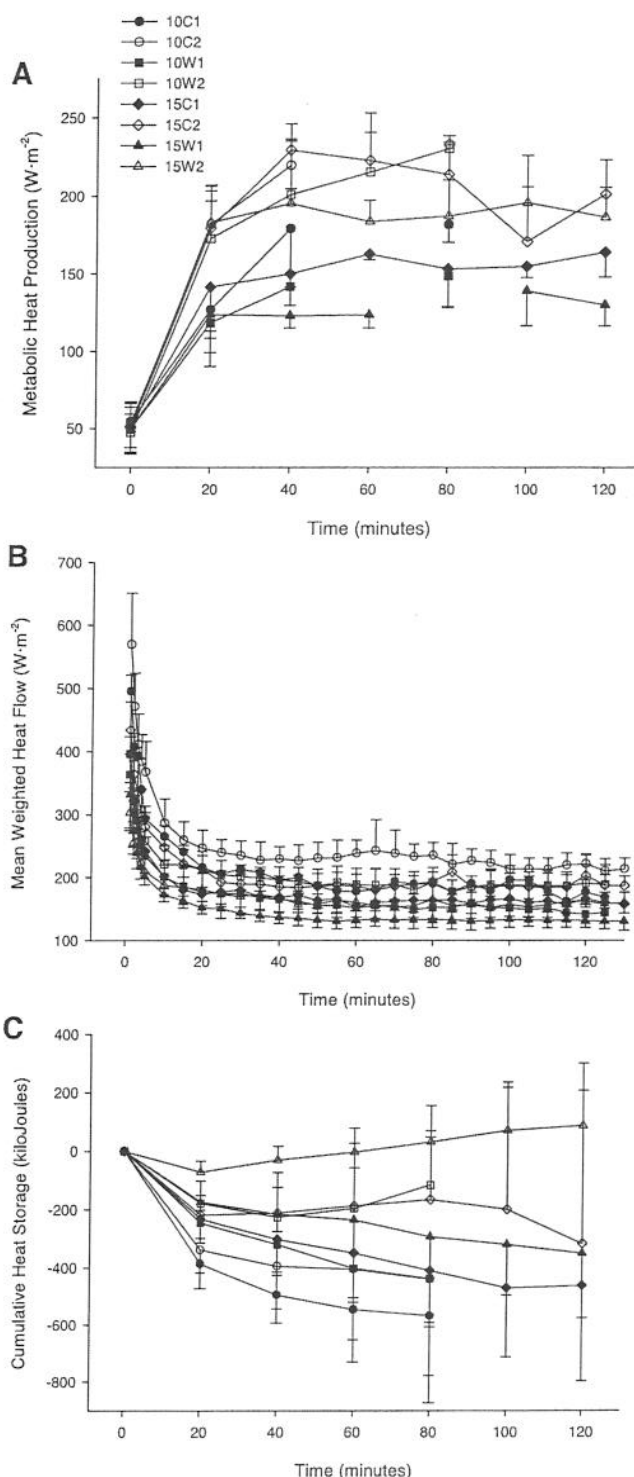 10C1
10C2
10W1
10W2
15C1
15C2
15W1
15W2
A
Metabolic Heat Production (W·m⁻²)
250
200
150
100
50
0 20 40 60 80 100 120
Time (minutes)
B
Mean Weighted Heat Flow (W·m⁻²)
700
600
500
400
300
200
100
0 20 40 60 80 100 120
Time (minutes)
C
Cumulative Heat Storage (kiloJoules)
400
200
0
-200
-400
-600
-800
0 20 40 60 80 100 120
Time (minutes)